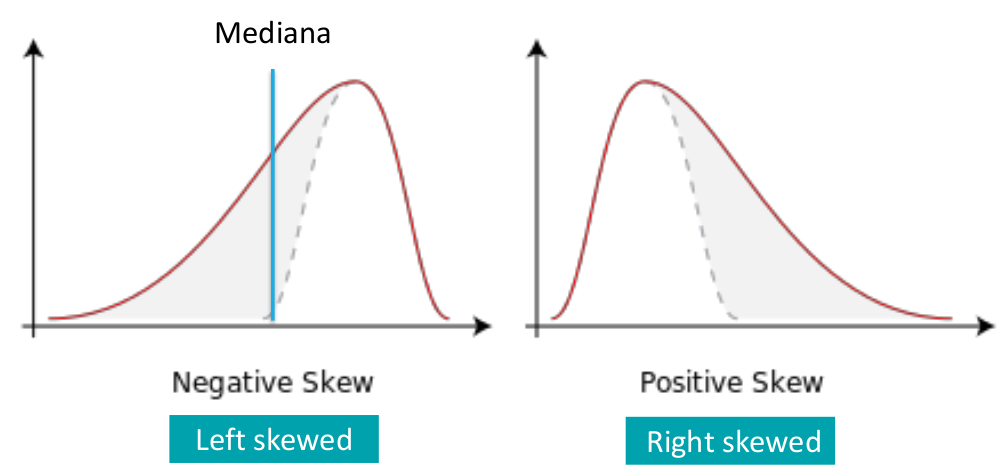 Mediana
Negative Skew
Positive Skew
Left skewed
Right skewed